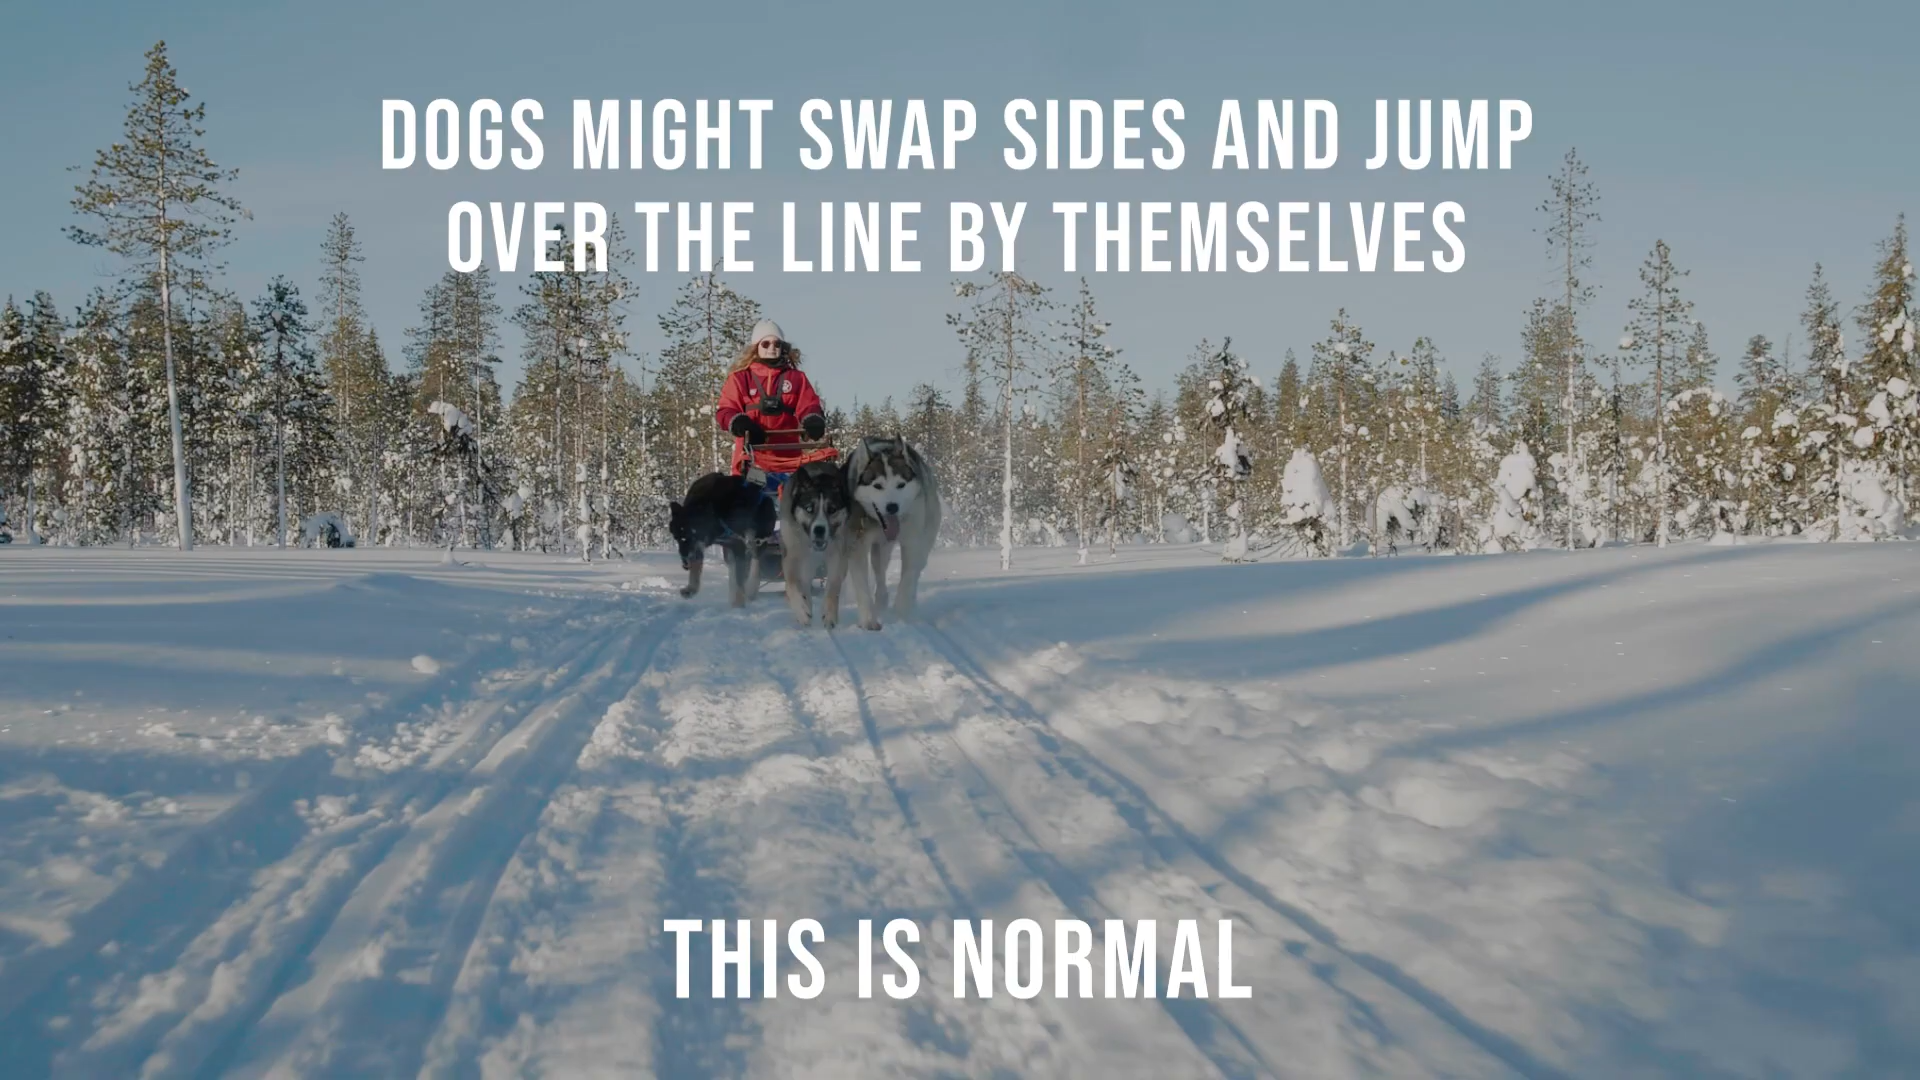 DOGS MIGHT SWAP SIDES AND JUMP
OVER THE LINE BY THEMSELVES
THIS IS NORMAL